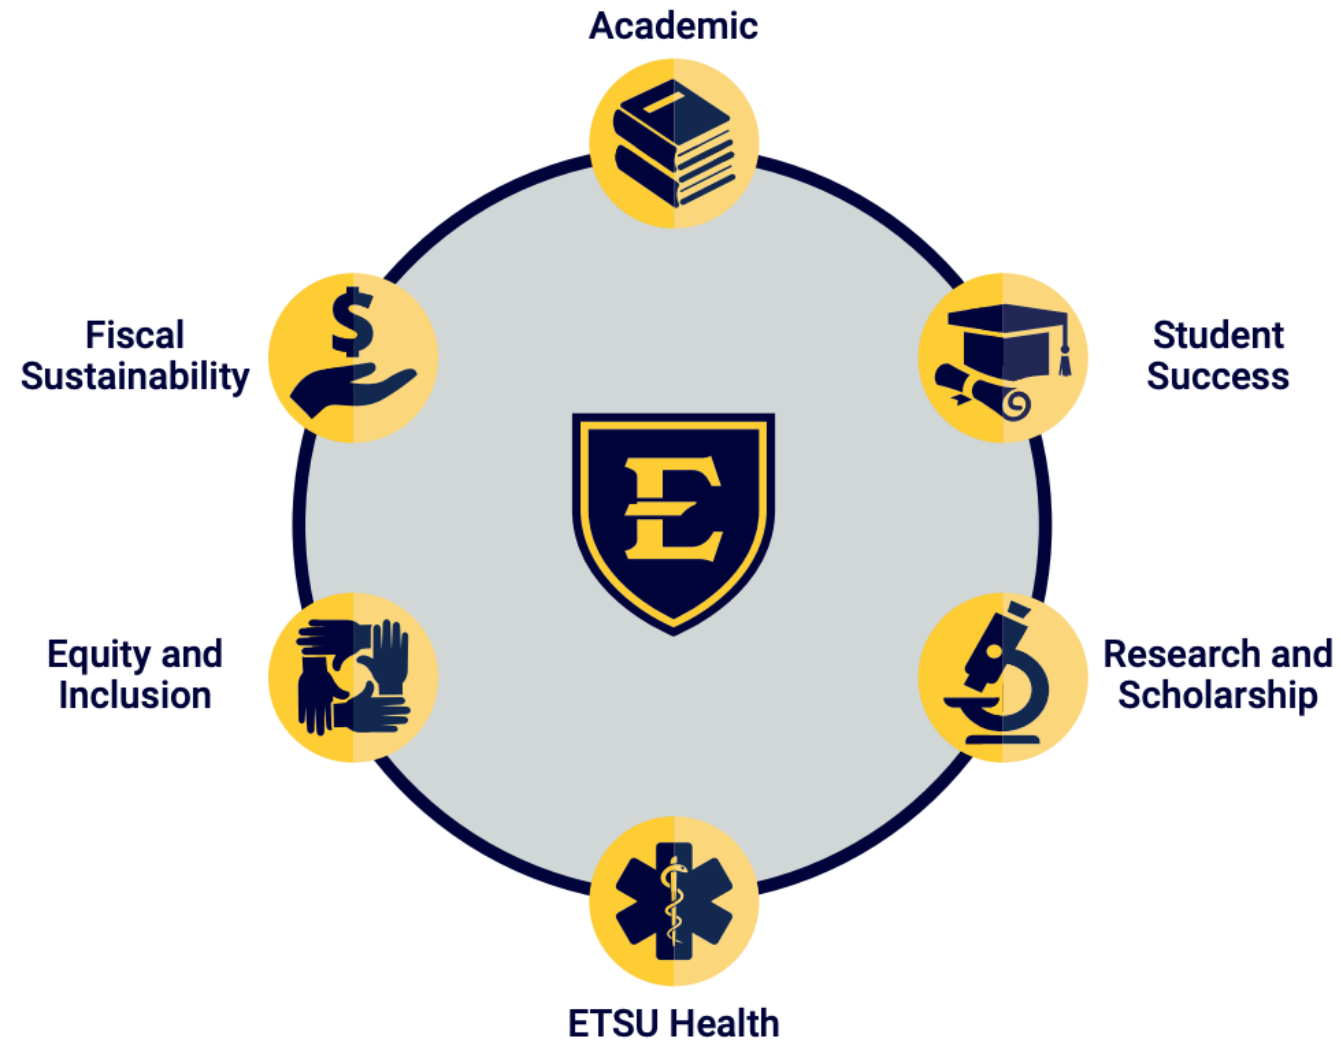 Academic
Student
Success
Research and
Scholarship
ETSU Health
Equity and
Inclusion
Fiscal
Sustainability
$
E